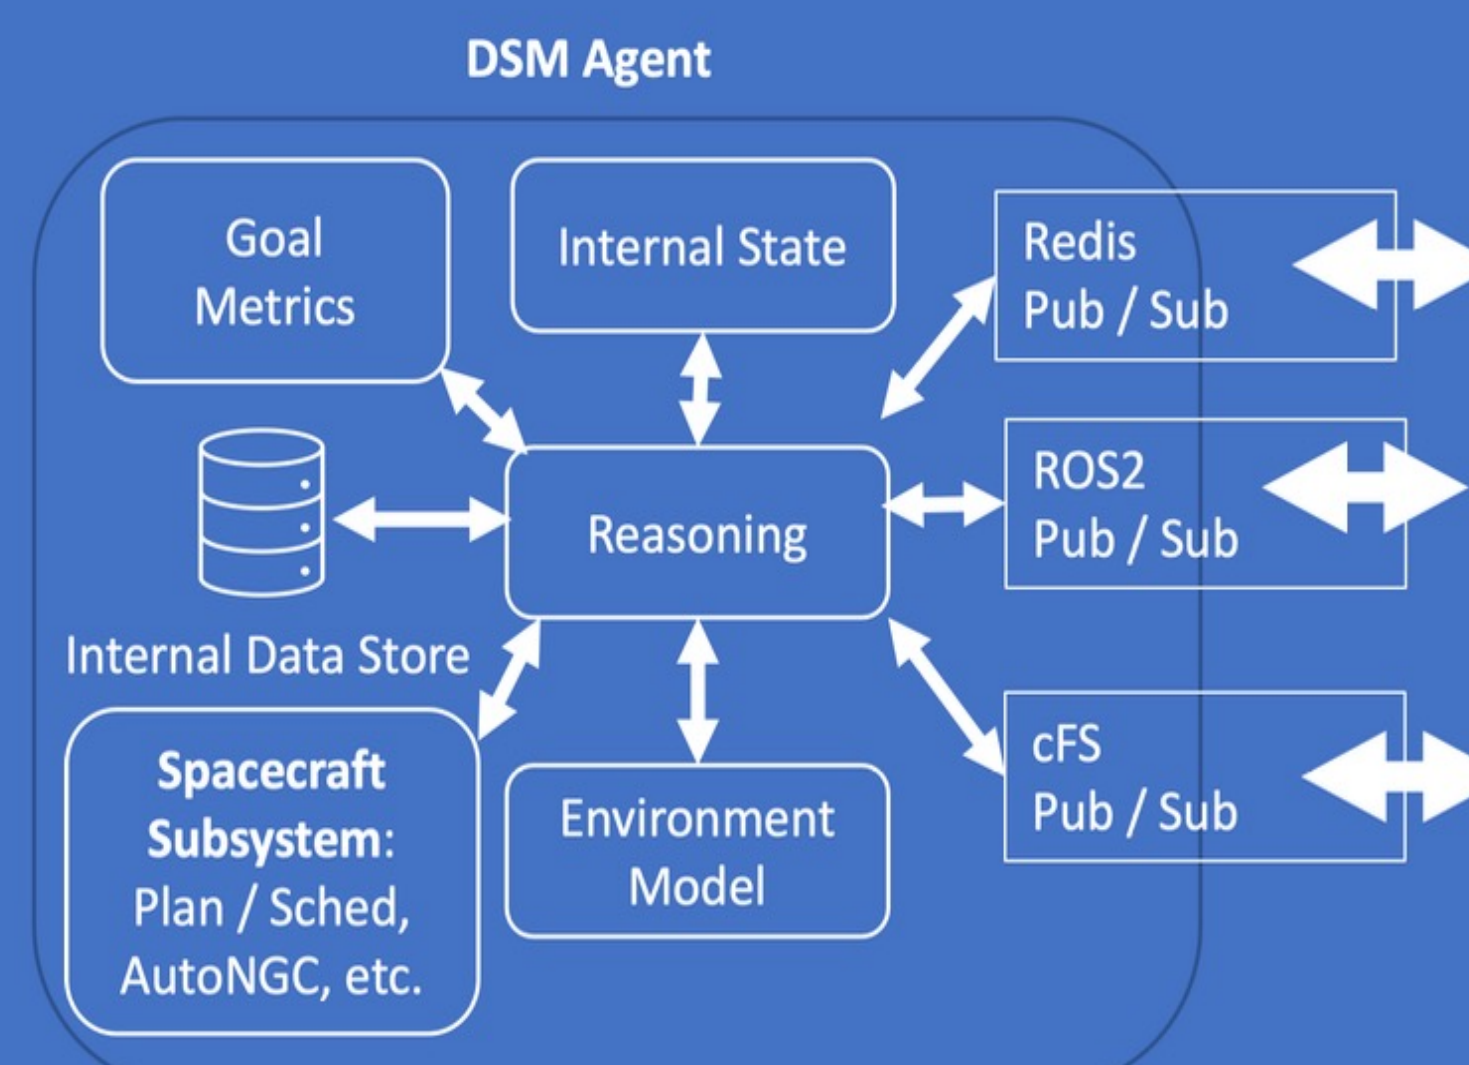 DSM Agent
Goal
Metrics
Internal State
Redis
Pub / Sub
ROS2
Pub / Sub
Reasoning
Internal Data Store
Spacecraft
Subsystem:
Plan / Sched,
AutoNGC, etc.
Environment
Model
cFS
Pub / Sub